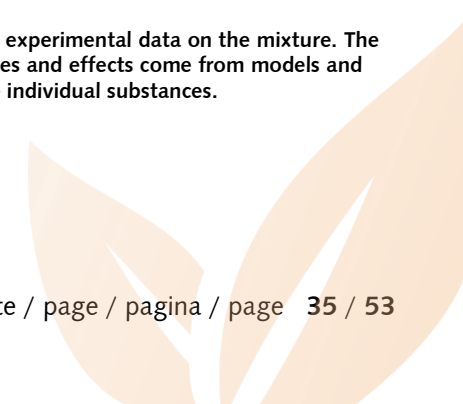 experimental data on the mixture. The
es and effects come from models and
individual substances.
te / page / pagina / page 35 / 53